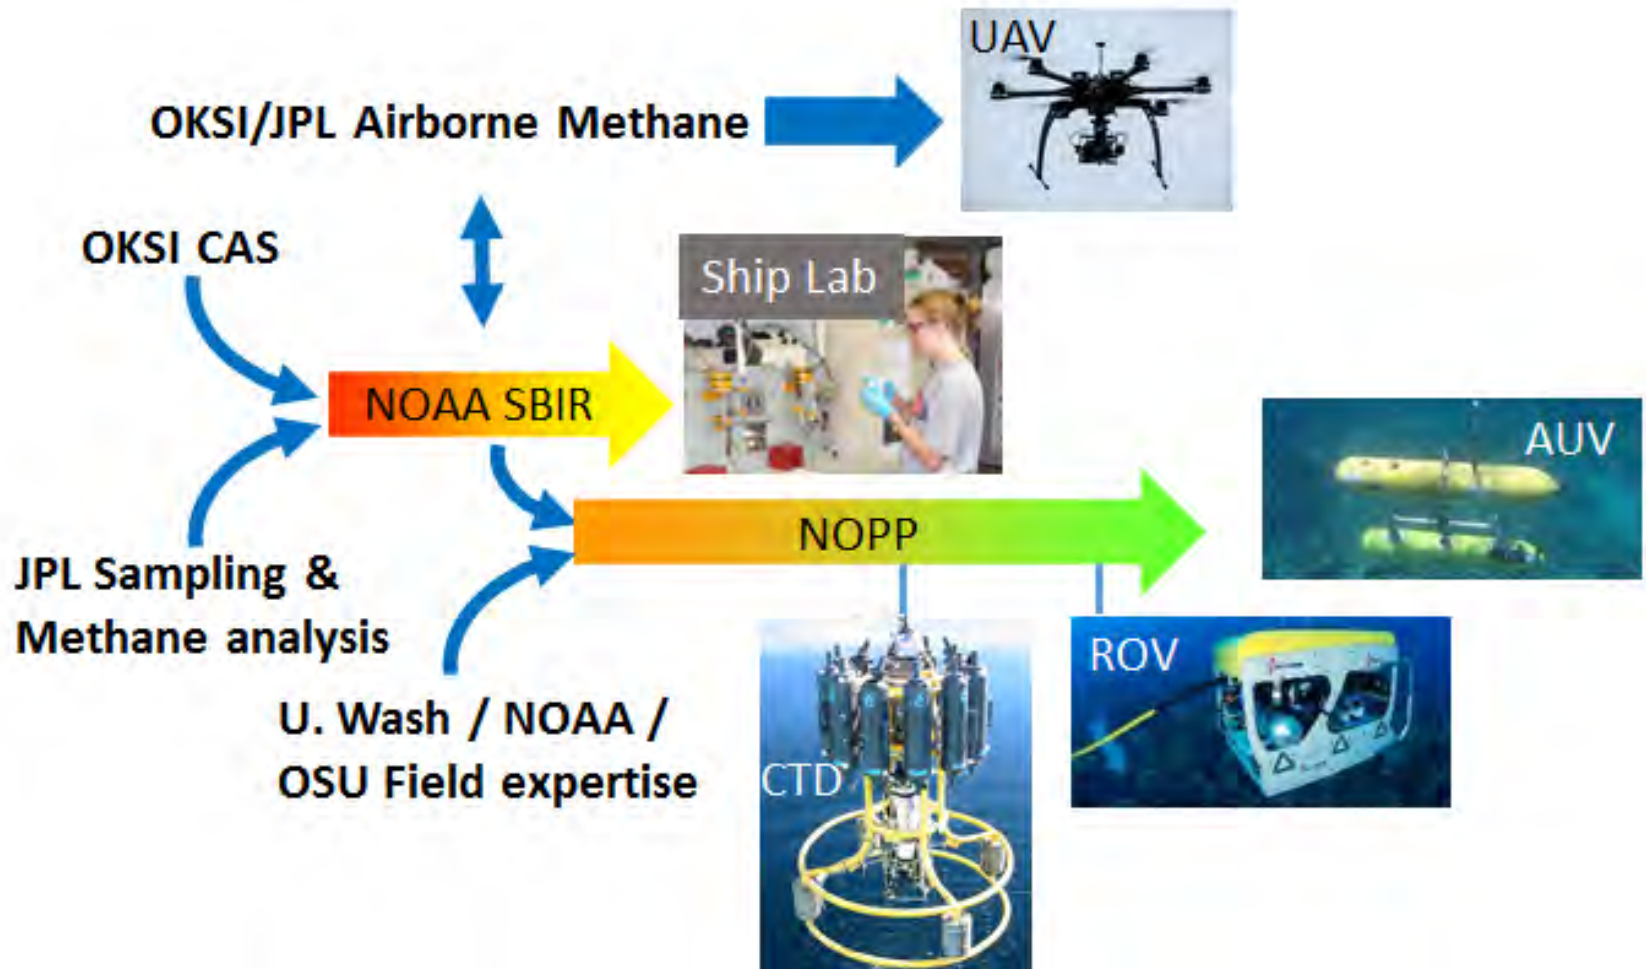 UAV
OKSI/JPL Airborne Methane
OKSI CAS
Ship Lab
NOAA SBIR
AUV
NOPP
JPL Sampling &
Methane analysis
ROV
U. Wash / NOAA /
OSU Field expertise
CTD